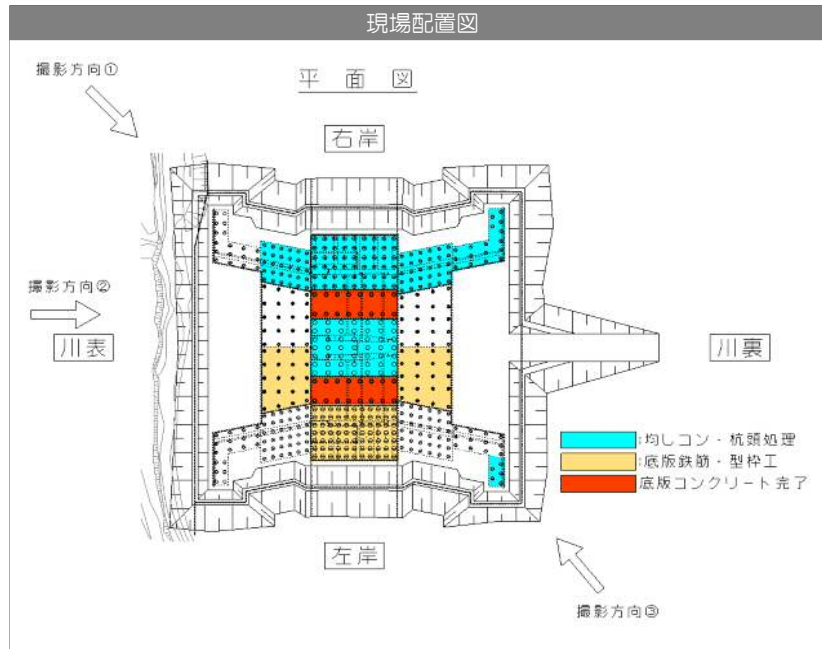 現場配置図
撮影方向①
平面図
右岸
撮影方向②
川表
川裏
:均しコン・杭頭処理
:底版鉄筋・型枠工
:底版コンクリート完了
左岸
撮影方向③